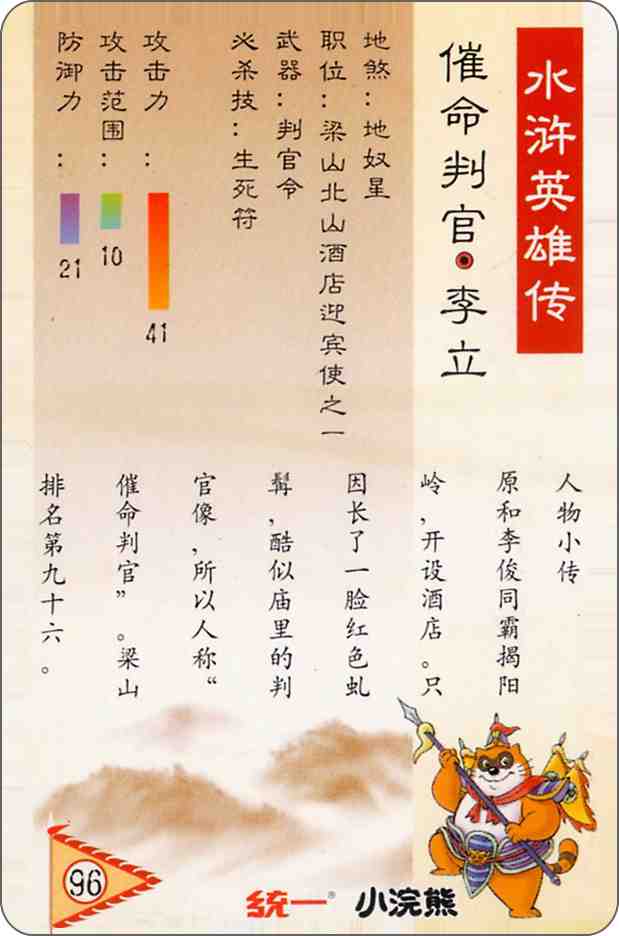 水浒英雄传
催命判官●李立
地煞：地奴星
职位：梁山北山酒店迎宾使之一
武器：判官令
必杀技：生死符
攻击力：
41
攻击范围：
10
防御力：
21
人物小传
原和李俊同霸揭阳
岭，开设酒店。只
因长了一脸红色虬
髯，酷似庙里的判
官像，所以人称“
催命判官”。梁山
排名第九十六。
96
统一® 小浣熊